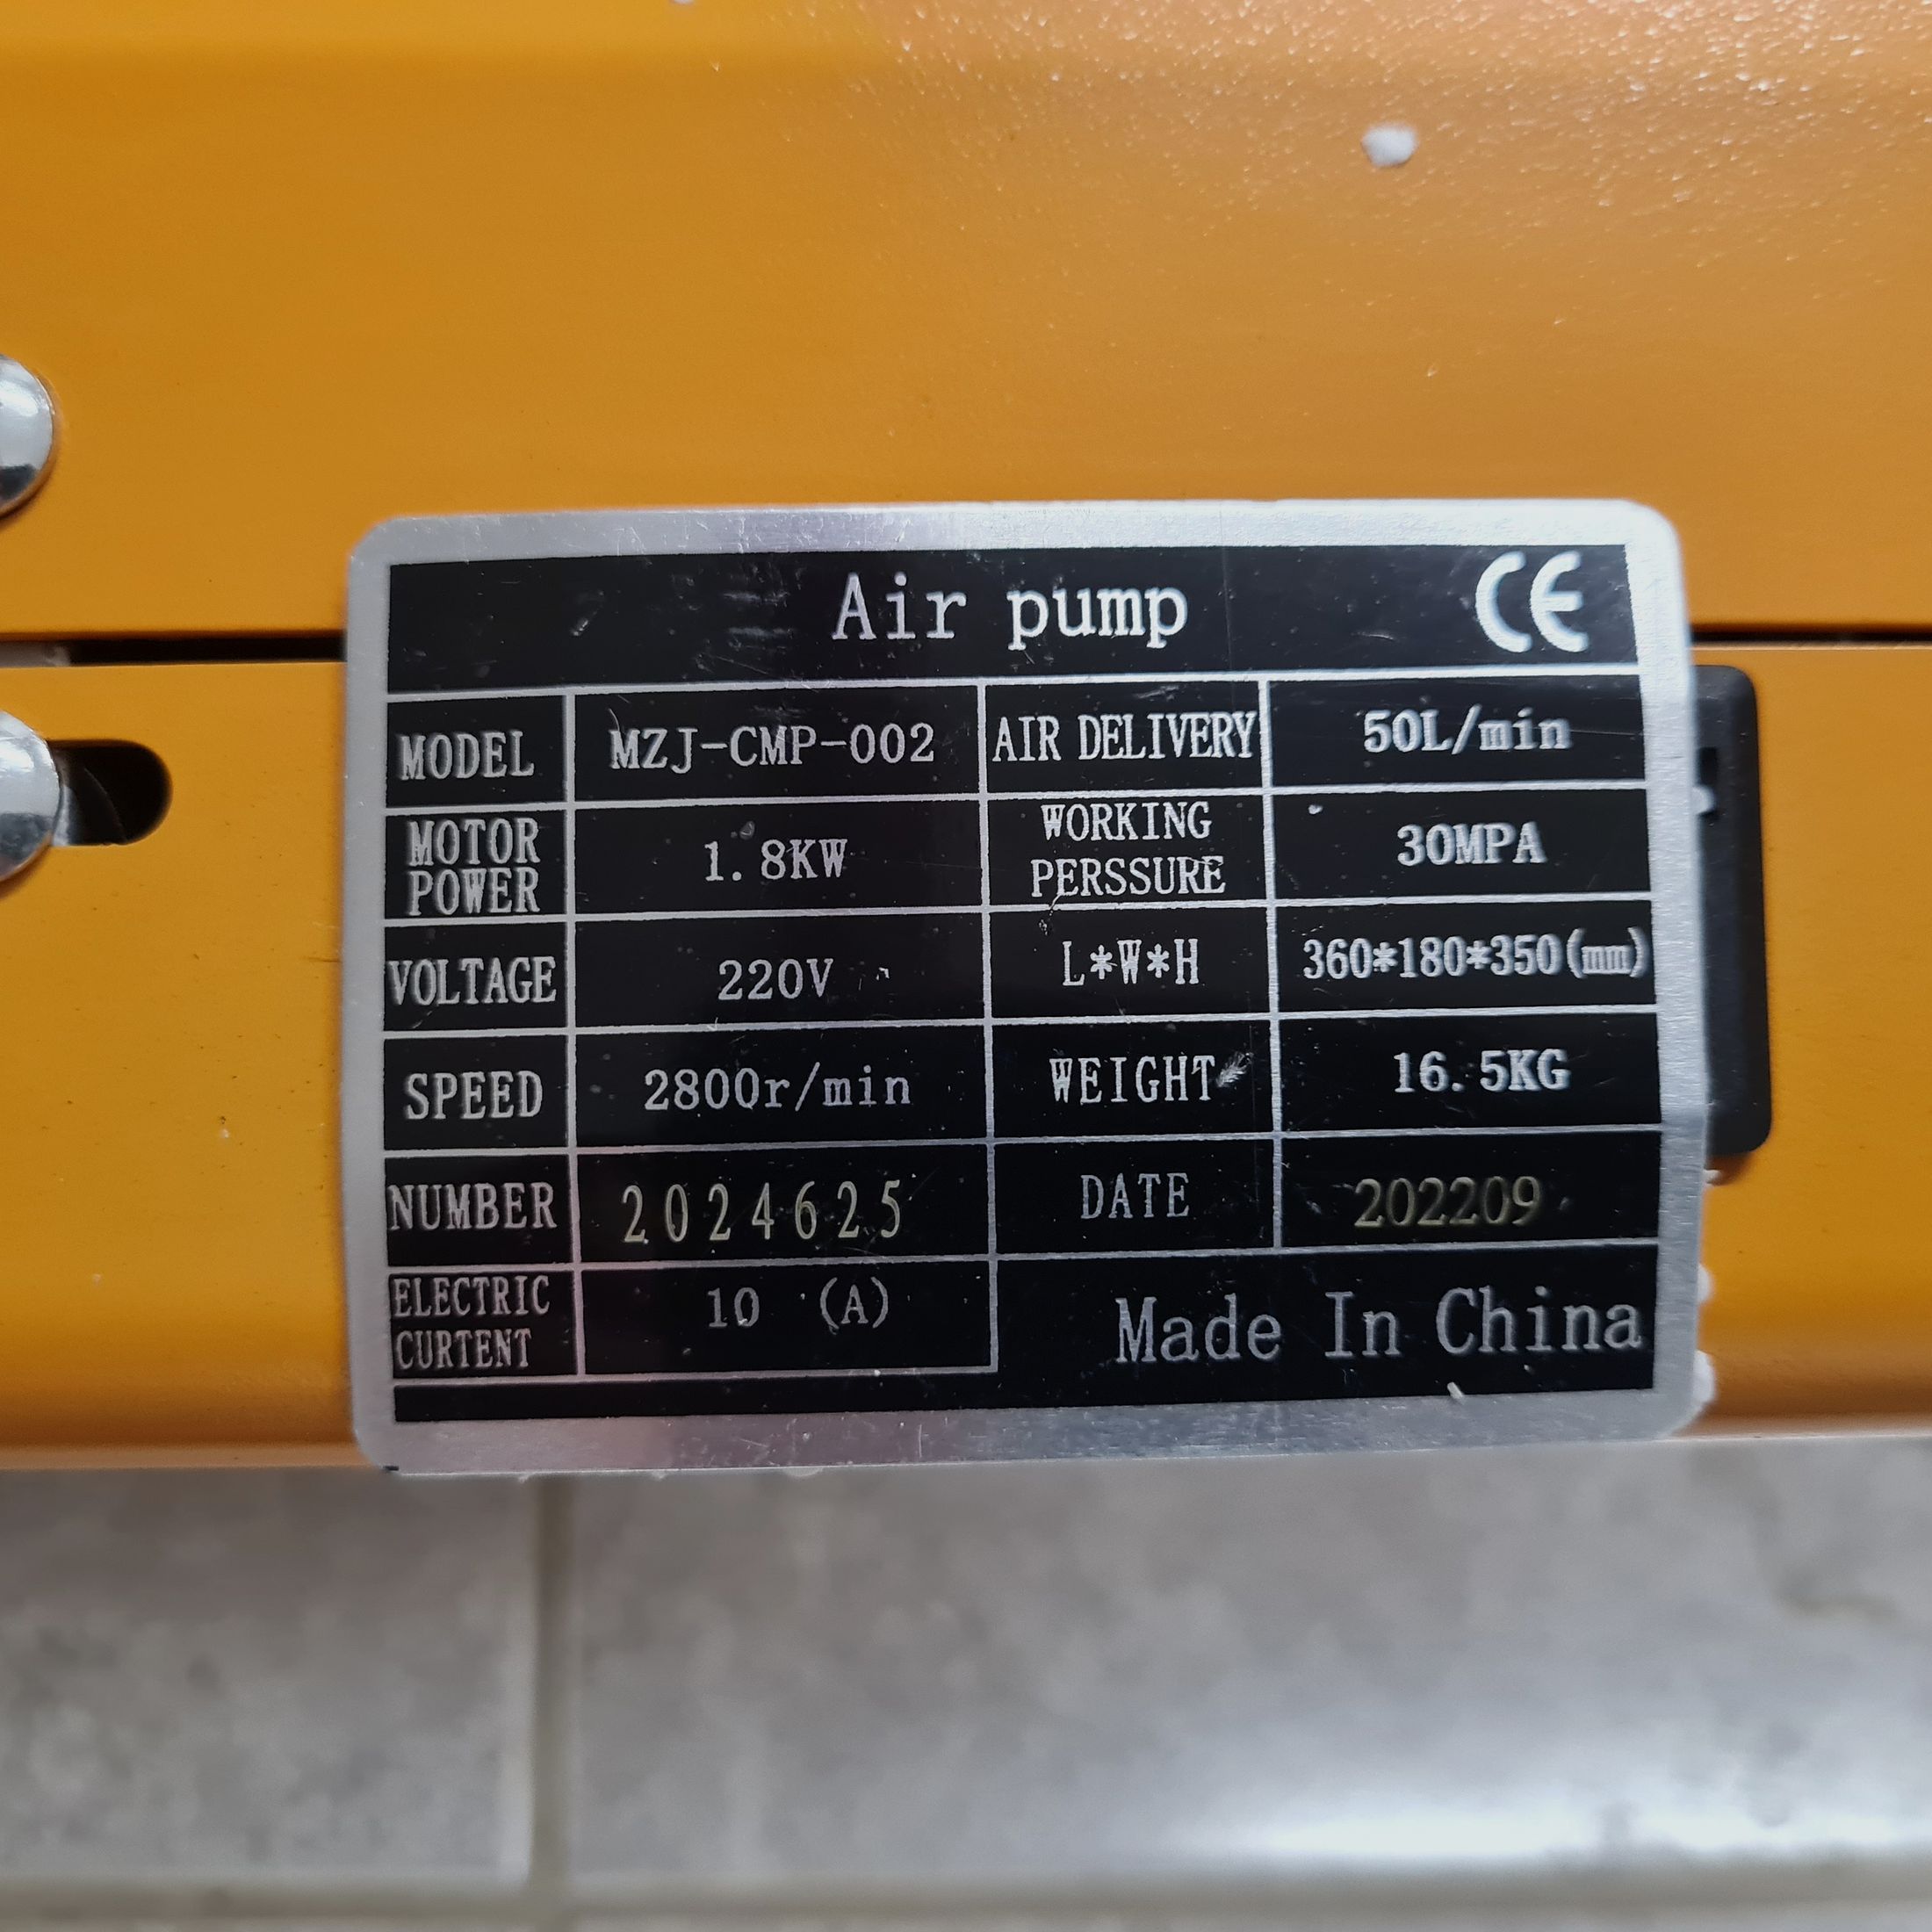 Air pump CE
MODEL MZJ-CMP-002 AIR DELIVERY 50L/min
MOTOR POWER 1.8KW WORKING PERSSURE 30MPA
VOLTAGE 220V L*W*H 360*180*350(mm)
SPEED 2800r/min WEIGHT 16.5KG
NUMBER 2024625 DATE 202209
ELECTRIC CURTENT 10 (A) Made In China